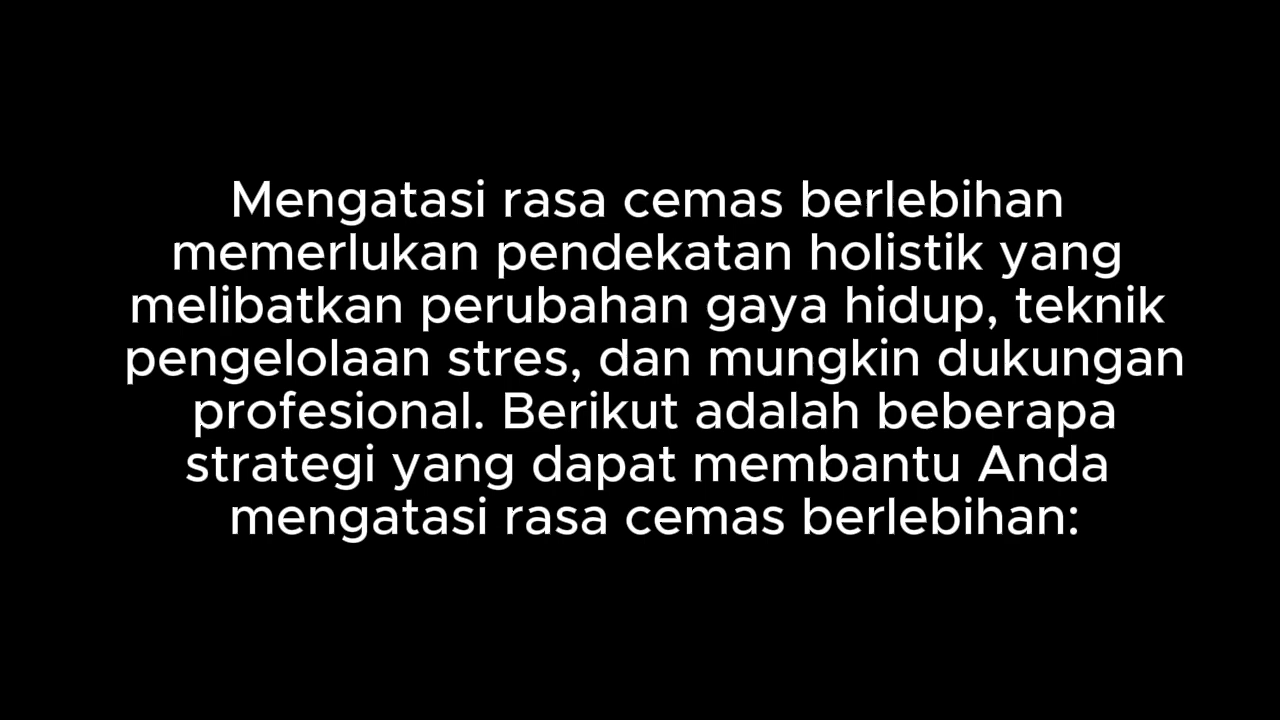 Mengatasi rasa cemas berlebihan
memerlukan pendekatan holistik yang
melibatkan perubahan gaya hidup, teknik
pengelolaan stres, dan mungkin dukungan
profesional. Berikut adalah beberapa
strategi yang dapat membantu Anda
mengatasi rasa cemas berlebihan: